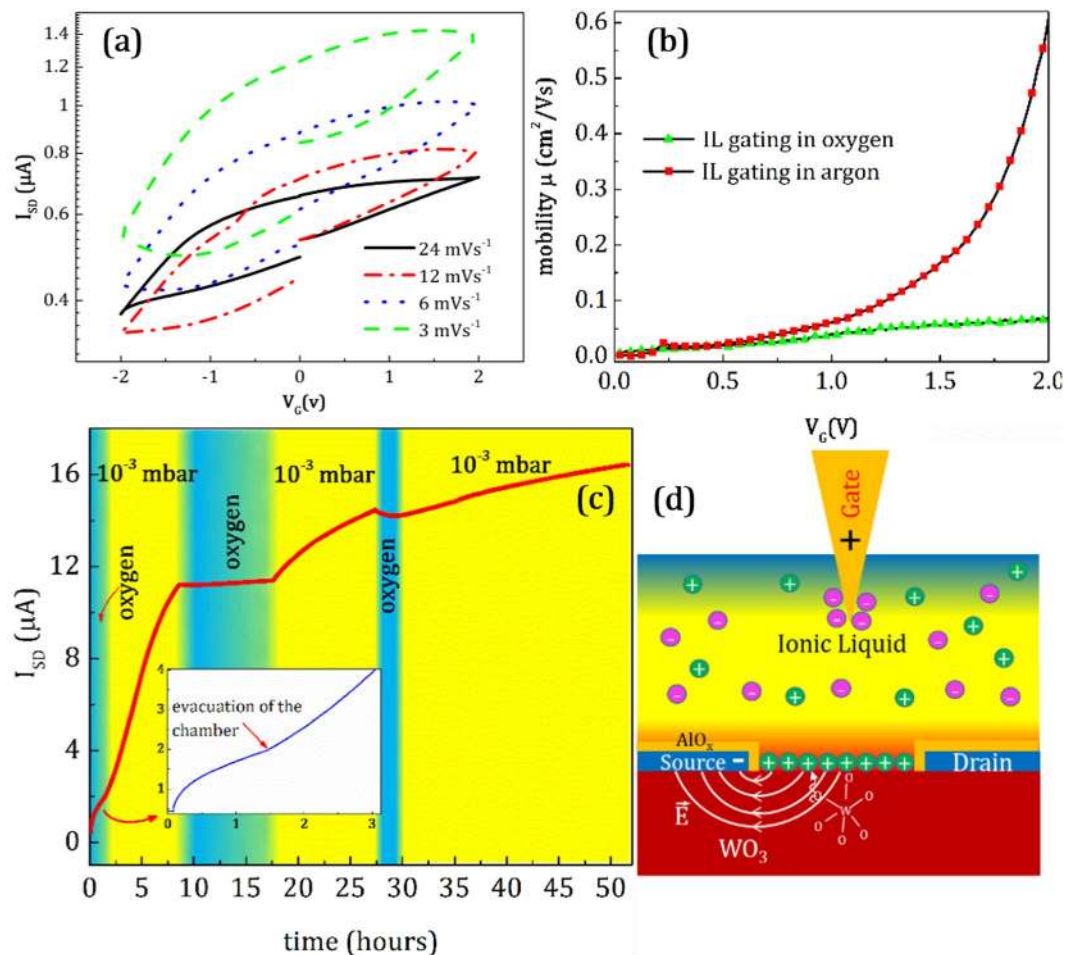 (a)
1.4
1.2
1
0.8
0.6
0.4
I_SD (μA)
24 mVs⁻¹
12 mVs⁻¹
6 mVs⁻¹
3 mVs⁻¹
-2 -1 0 1 2
V_G(v)
(b)
0.6
0.5
0.4
0.3
0.2
0.1
0.0
mobility μ (cm²/Vs)
IL gating in oxygen
IL gating in argon
0.0 0.5 1.0 1.5 2.0
V_G(V)
(c)
10⁻³ mbar
10⁻³ mbar
10⁻³ mbar
oxygen
oxygen
oxygen
16
12
8
4
0
I_SD (μA)
4
3
2
1
evacuation of the
chamber
0 1 2 3
0 5 10 15 20 25 30 35 40 45 50
time (hours)
(d)
Gate
+
Ionic Liquid
AlOₓ
Source -
Drain
E
WO₃
W
O
O
O
O
O
O